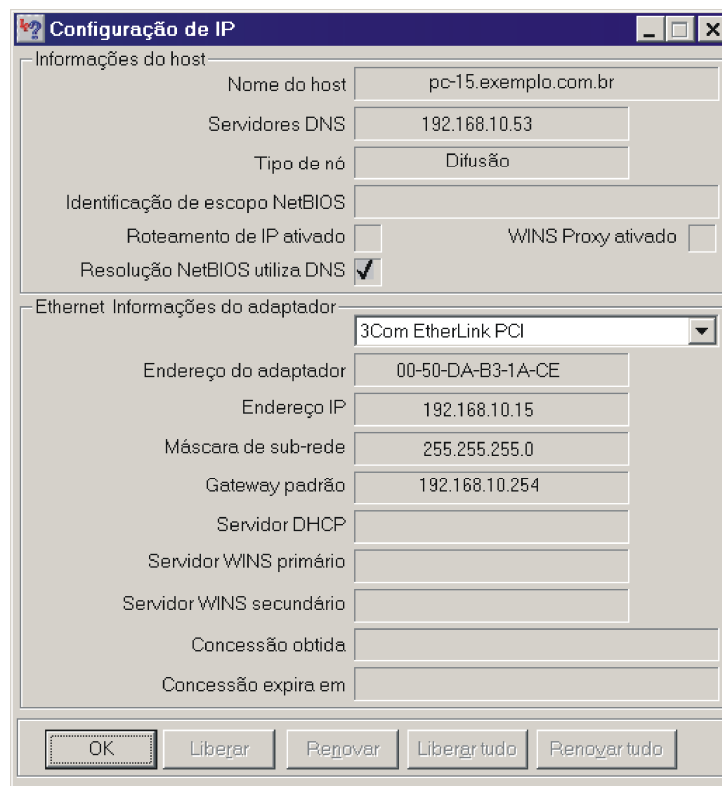 Configuração de IP
Informações do host
Nome do host pc-15.exemplo.com.br
Servidores DNS 192.168.10.53
Tipo de nó Difusão
Identificação de escopo NetBIOS
Roteamento de IP ativado WINS Proxy ativado
Resolução NetBIOS utiliza DNS
Ethernet Informações do adaptador
3Com EtherLink PCI
Endereço do adaptador 00-50-DA-B3-1A-CE
Endereço IP 192.168.10.15
Máscara de sub-rede 255.255.255.0
Gateway padrão 192.168.10.254
Servidor DHCP
Servidor WINS primário
Servidor WINS secundário
Concessão obtida
Concessão expira em
OK Liberar Renovar Liberar tudo Renovar tudo